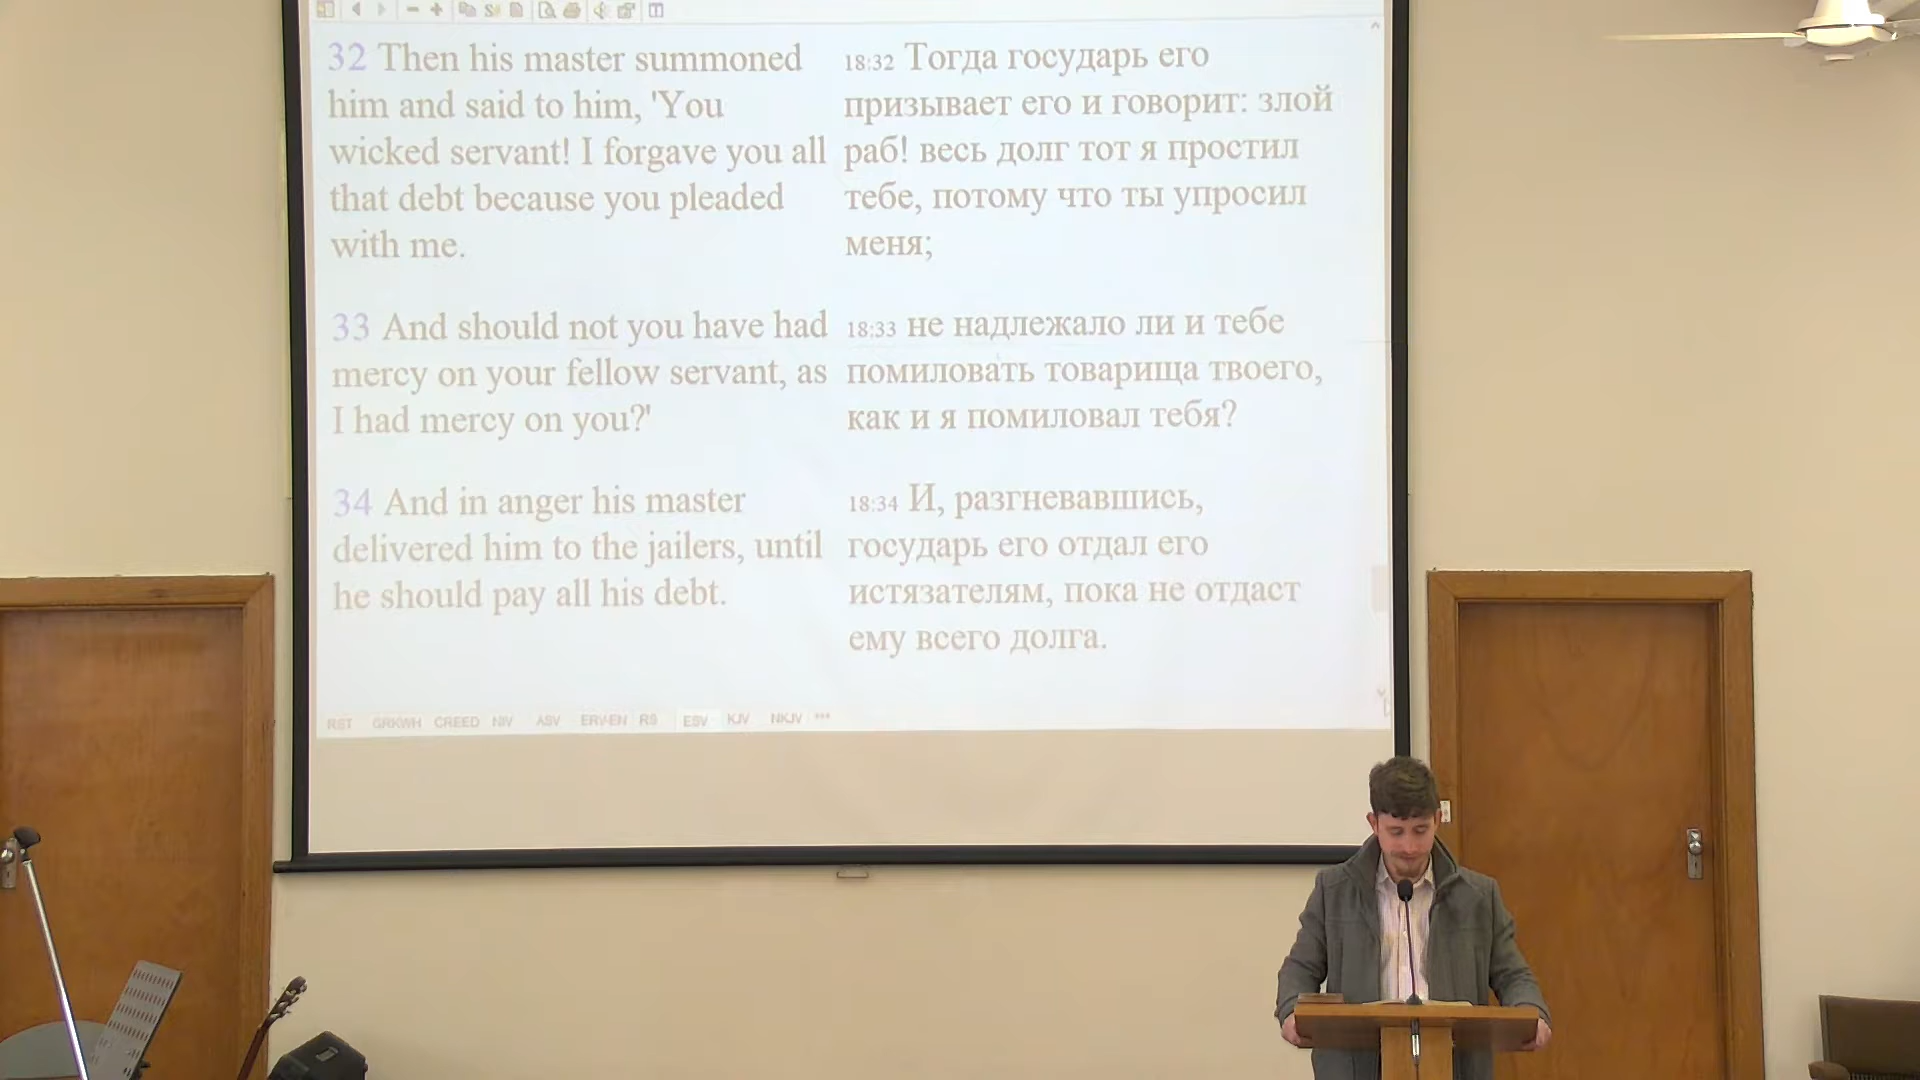 32 Then his master summoned
him and said to him, 'You
wicked servant! I forgave you all
that debt because you pleaded
with me.
33 And should not you have had
mercy on your fellow servant, as
I had mercy on you?'
34 And in anger his master
delivered him to the jailers, until
he should pay all his debt.
18:32 Тогда государь его
призывает его и говорит: злой
раб! весь долг тот я простил
тебе, потому что ты упросил
меня;
18:33 не надлежало ли и тебе
помиловать товарища твоего,
как и я помиловал тебя?
18:34 И, разгневавшись,
государь его отдал его
истязателям, пока не отдаст
ему всего долга.
RST GRKWH CREED NIV ASV ERV-EN RS ESV KJV NKJV ***